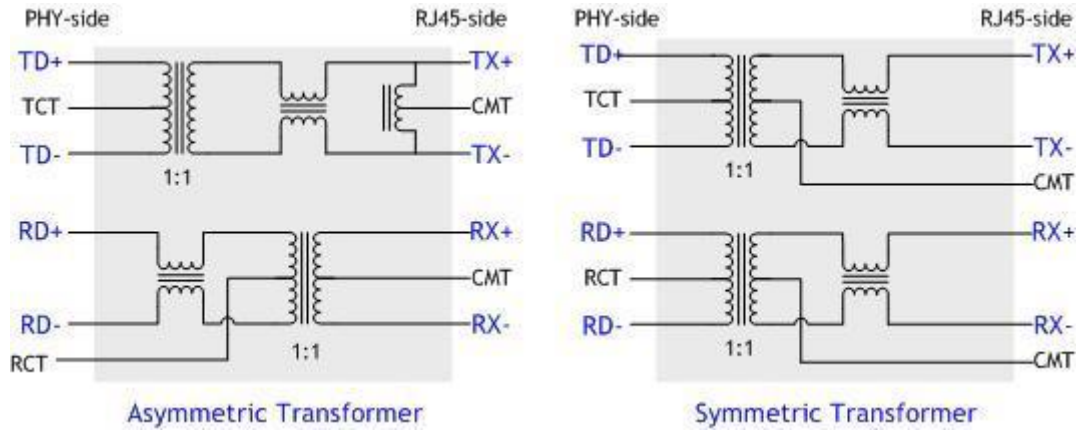 PHY-side
RJ45-side
TD+
TX+
TCT
CMT
TD-
TX-
1:1
RD+
RX+
CMT
RD-
RX-
RCT
1:1
Asymmetric Transformer
PHY-side
RJ45-side
TD+
TX+
TCT
TD-
TX-
1:1
CMT
RD+
RX+
RCT
RD-
RX-
1:1
CMT
Symmetric Transformer